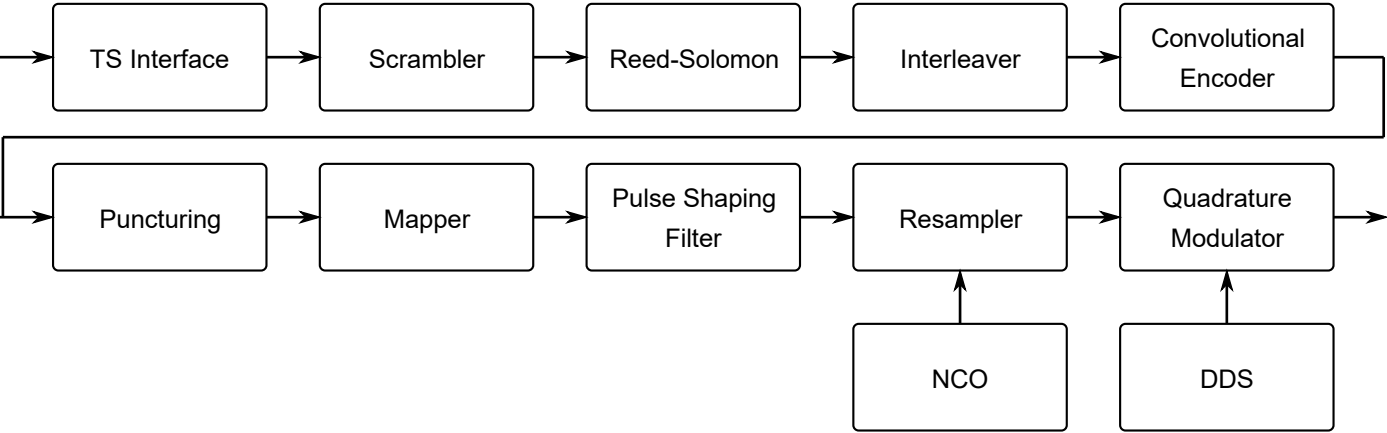 TS Interface
Scrambler
Reed-Solomon
Interleaver
Convolutional
Encoder
Puncturing
Mapper
Pulse Shaping
Filter
Resampler
Quadrature
Modulator
NCO
DDS